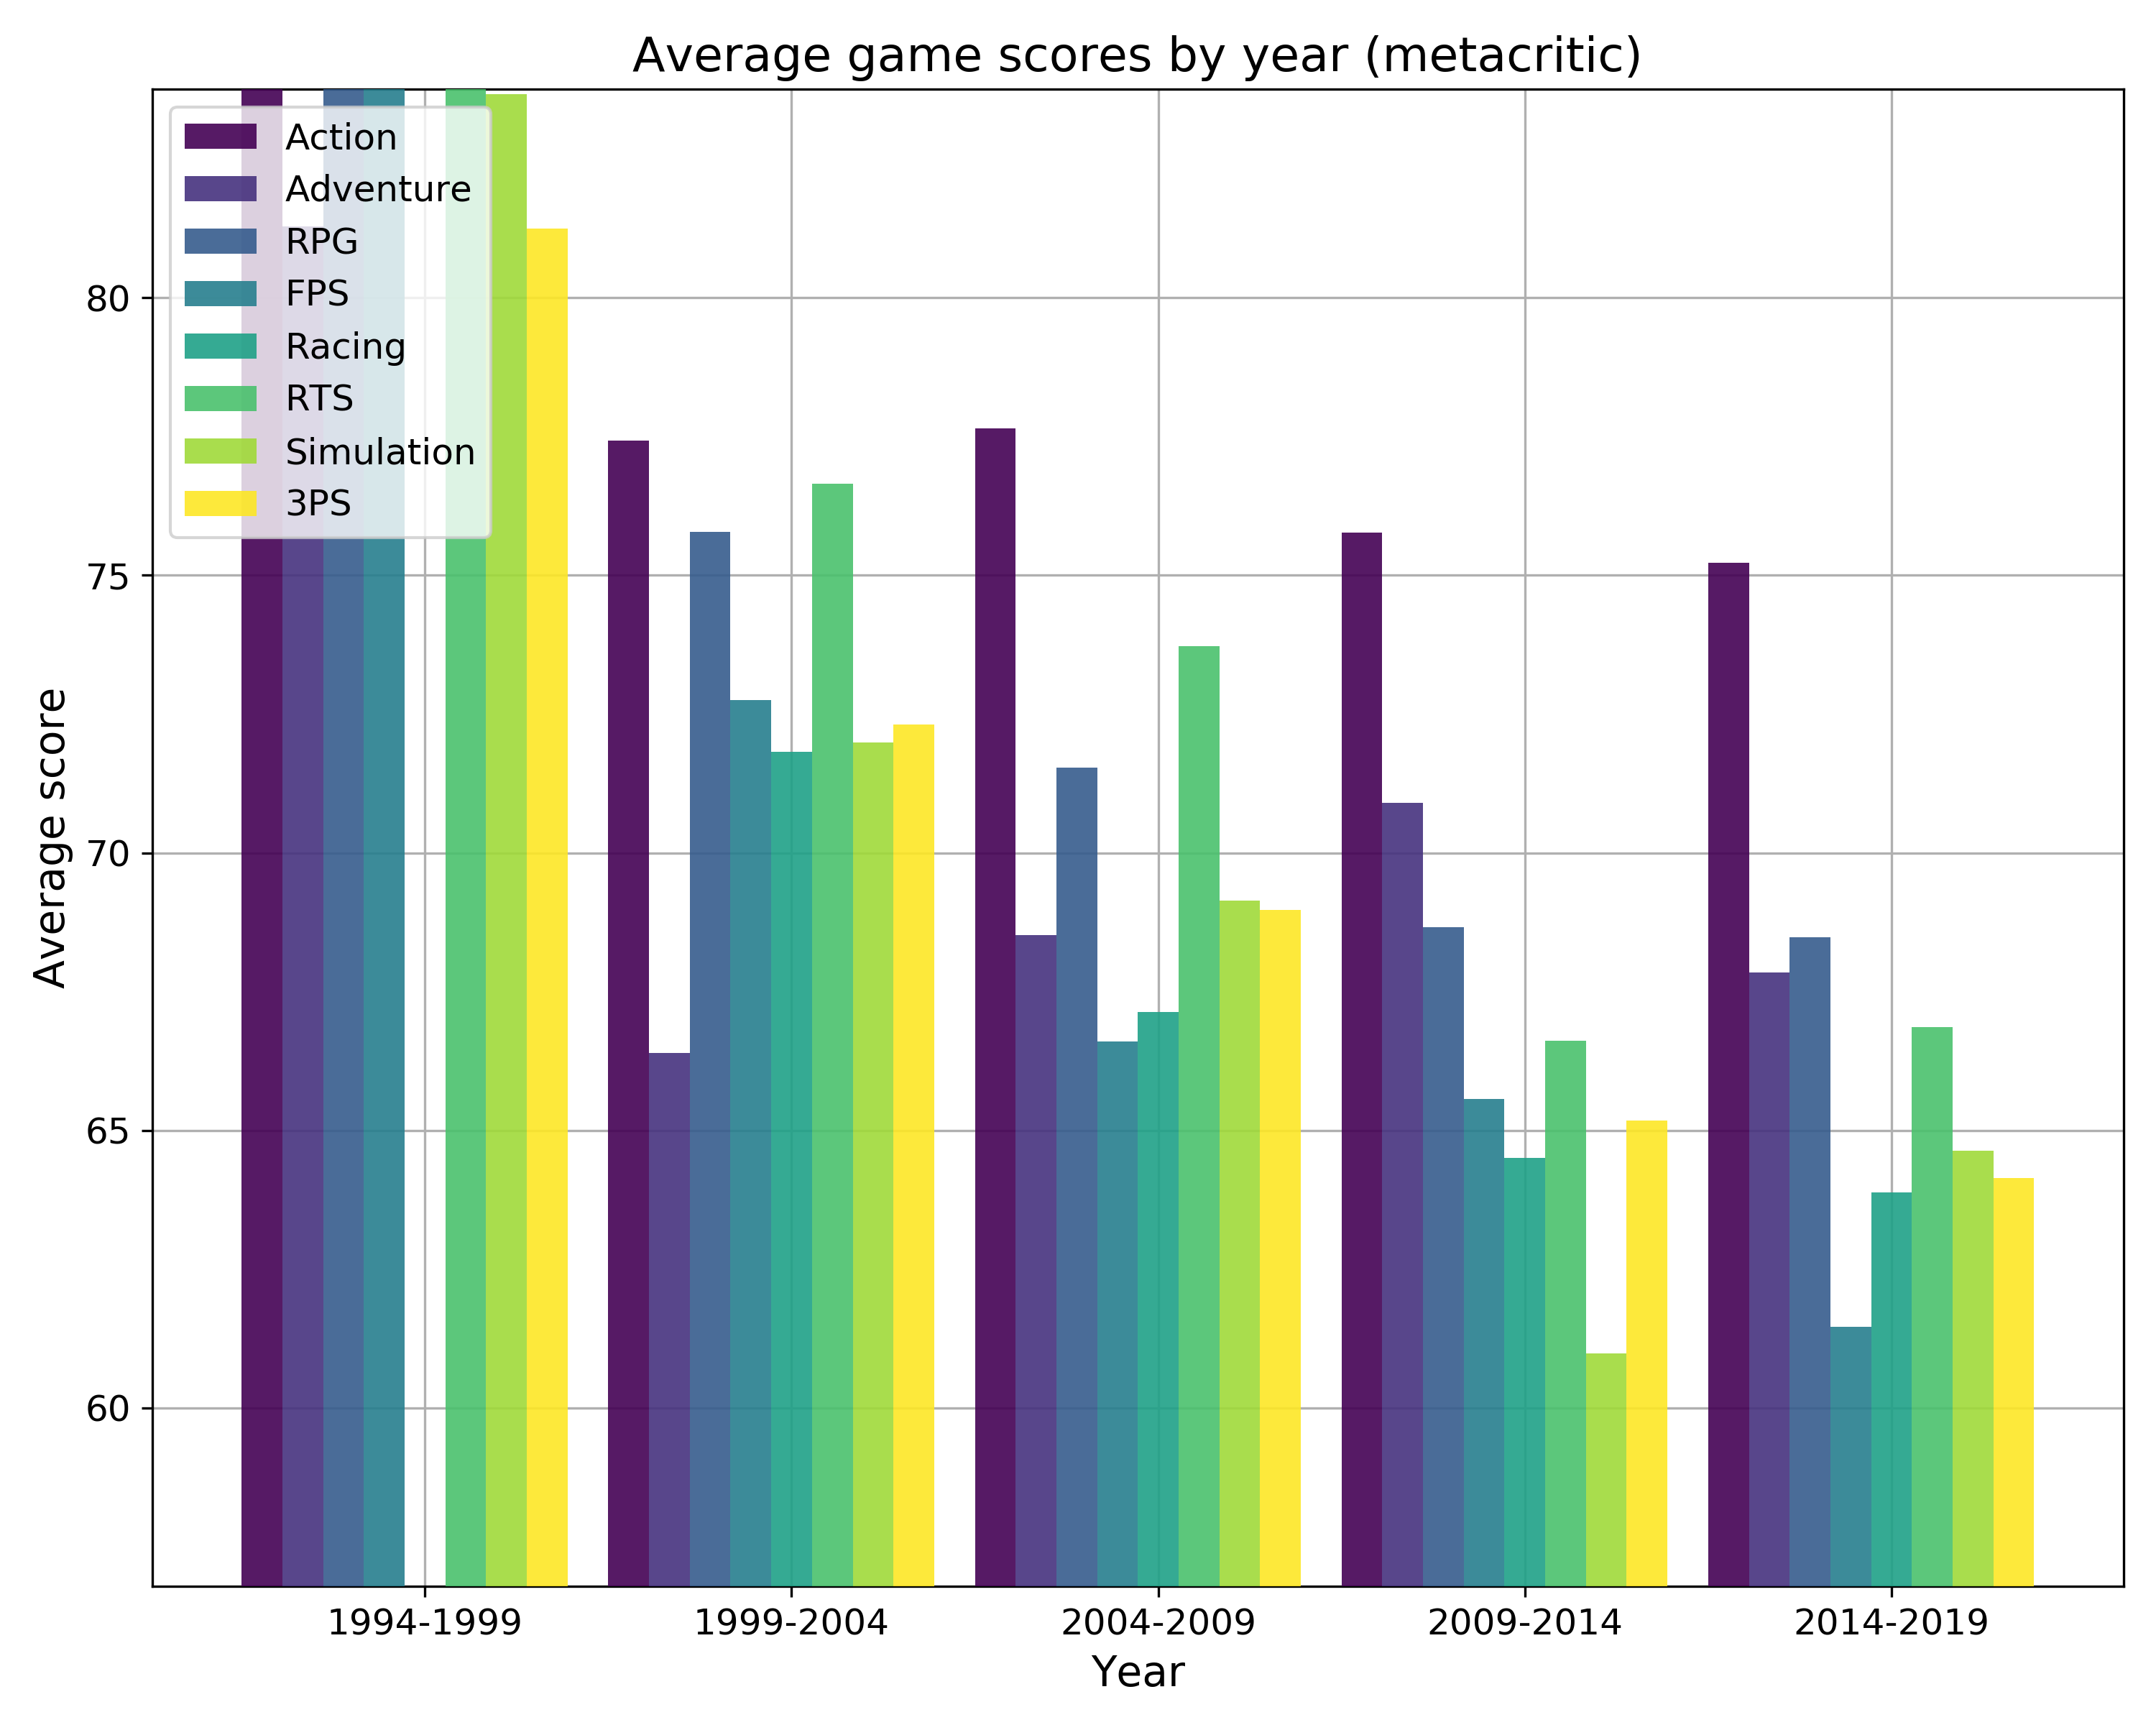 Average game scores by year (metacritic)
Action
Adventure
RPG
FPS
Racing
RTS
Simulation
3PS
80
75
70
65
60
Average score
1994-1999
1999-2004
2004-2009
2009-2014
2014-2019
Year